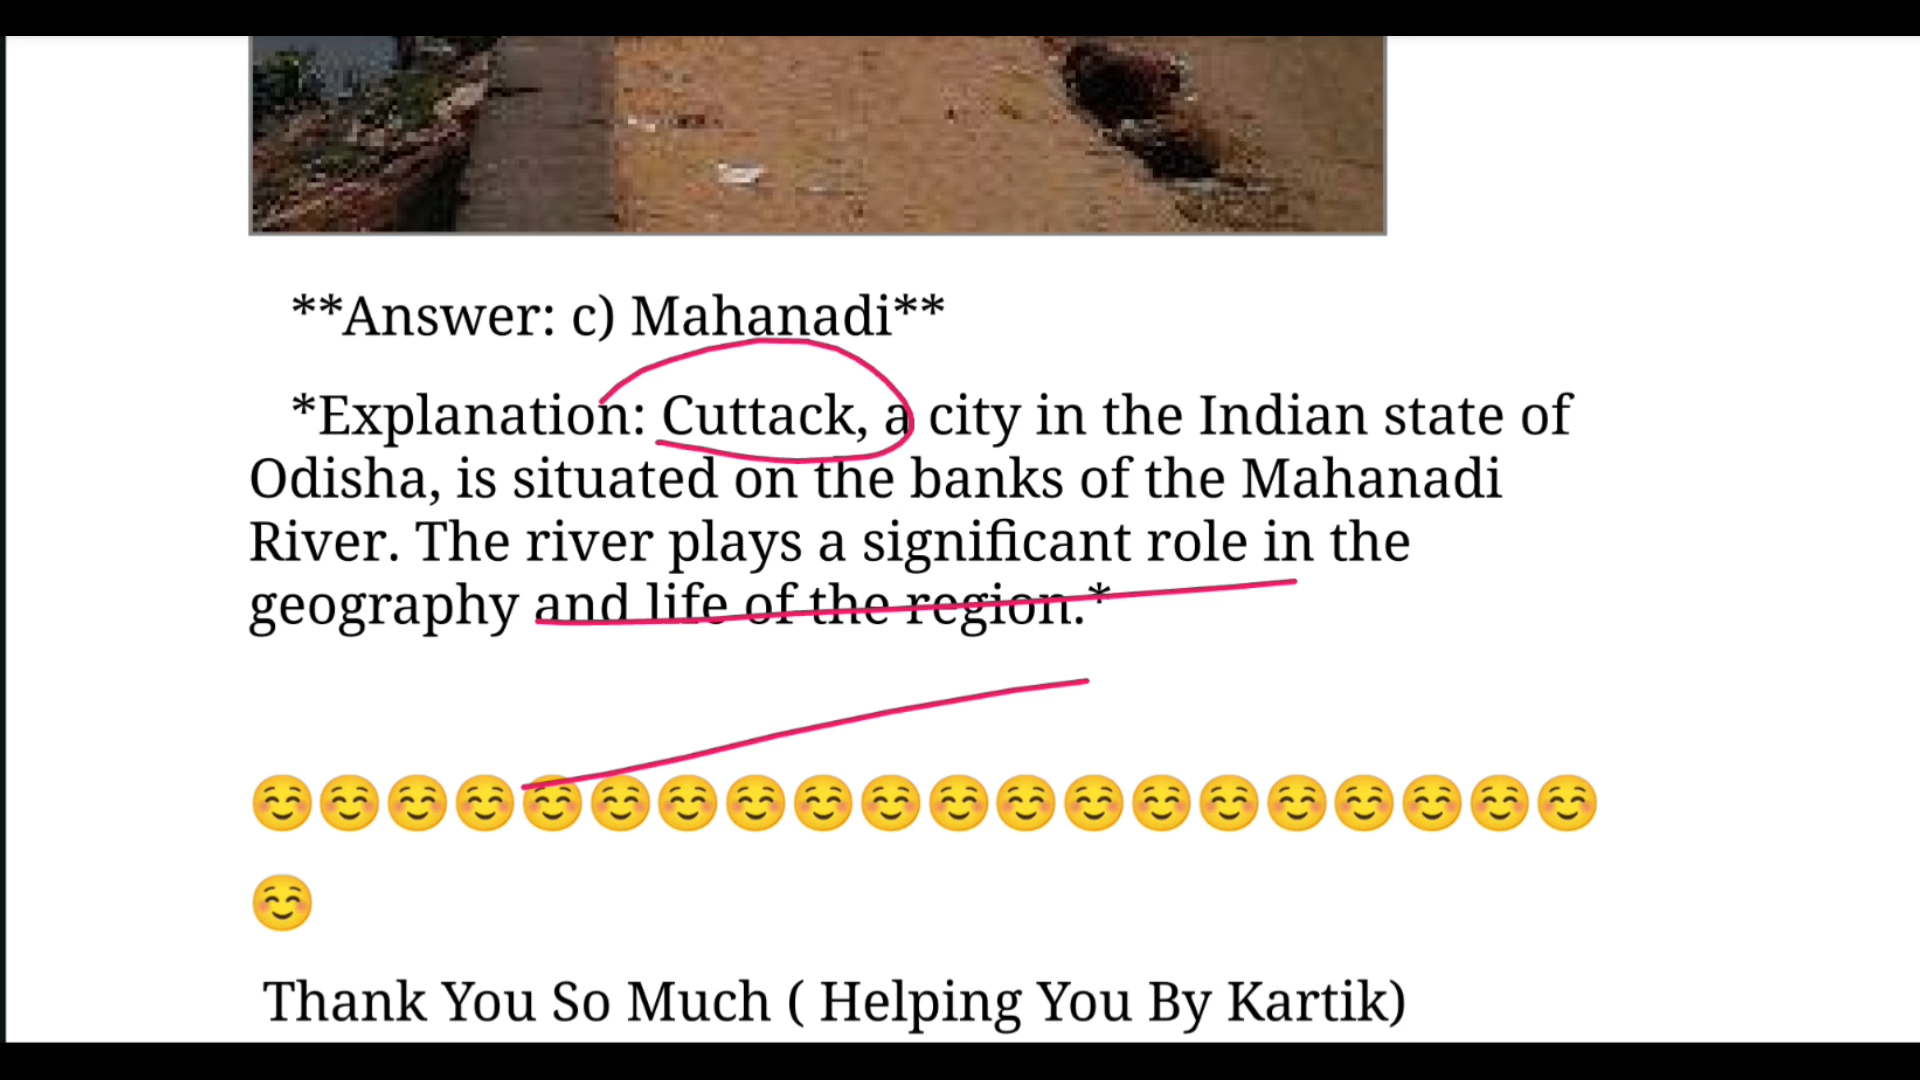 **Answer: c) Mahanadi**
*Explanation: Cuttack, a city in the Indian state of
Odisha, is situated on the banks of the Mahanadi
River. The river plays a significant role in the
geography and life of the region.*
☺️☺️☺️☺️☺️☺️☺️☺️☺️☺️☺️☺️☺️☺️☺️☺️☺️☺️☺️☺️
☺️
Thank You So Much ( Helping You By Kartik)